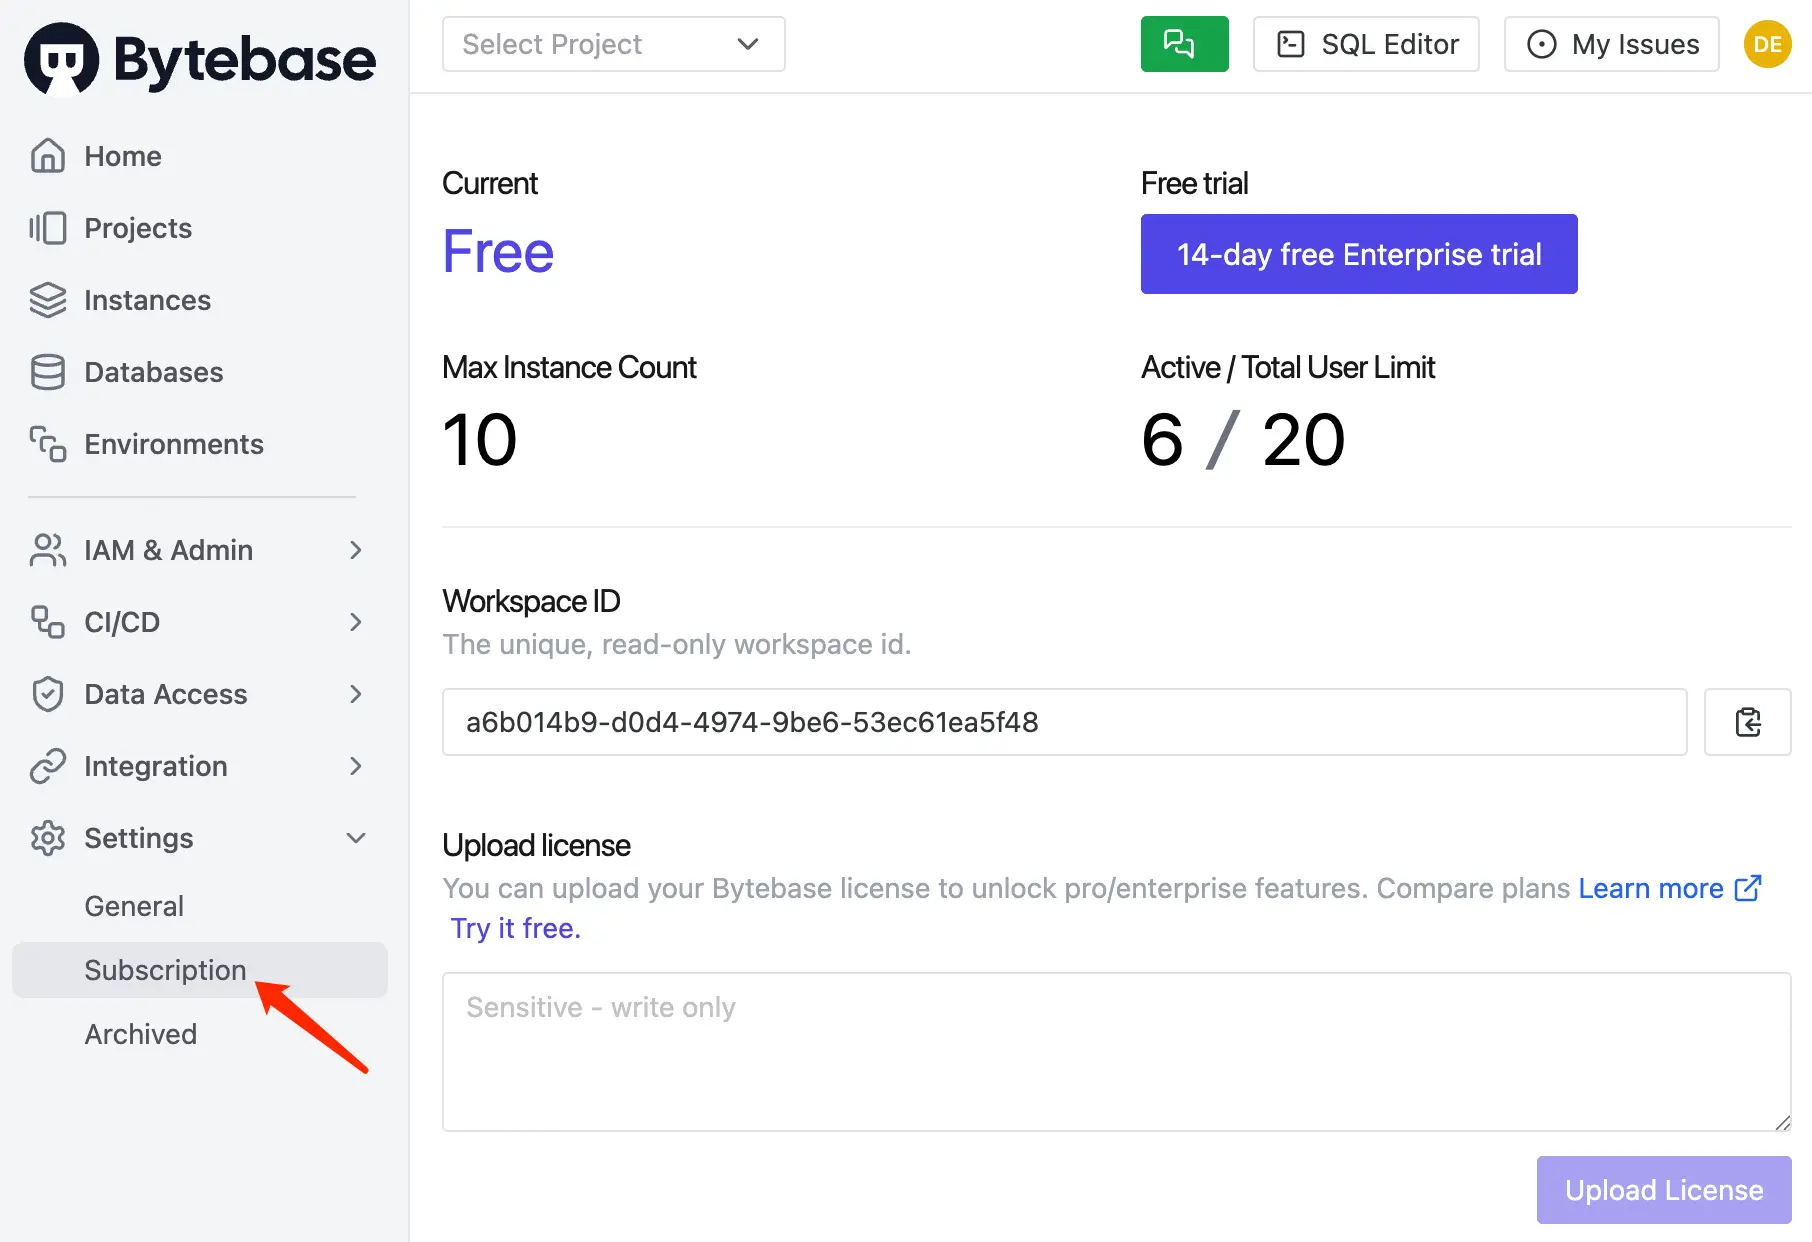 Bytebase
Select Project
SQL Editor
My Issues
DE
Home
Projects
Instances
Databases
Environments
IAM & Admin
CI/CD
Data Access
Integration
Settings
General
Subscription
Archived
Current
Free
Free trial
14-day free Enterprise trial
Max Instance Count
10
Active / Total User Limit
6 / 20
Workspace ID
The unique, read-only workspace id.
a6b014b9-d0d4-4974-9be6-53ec61ea5f48
Upload license
You can upload your Bytebase license to unlock pro/enterprise features. Compare plans Learn more
Try it free.
Sensitive - write only
Upload License